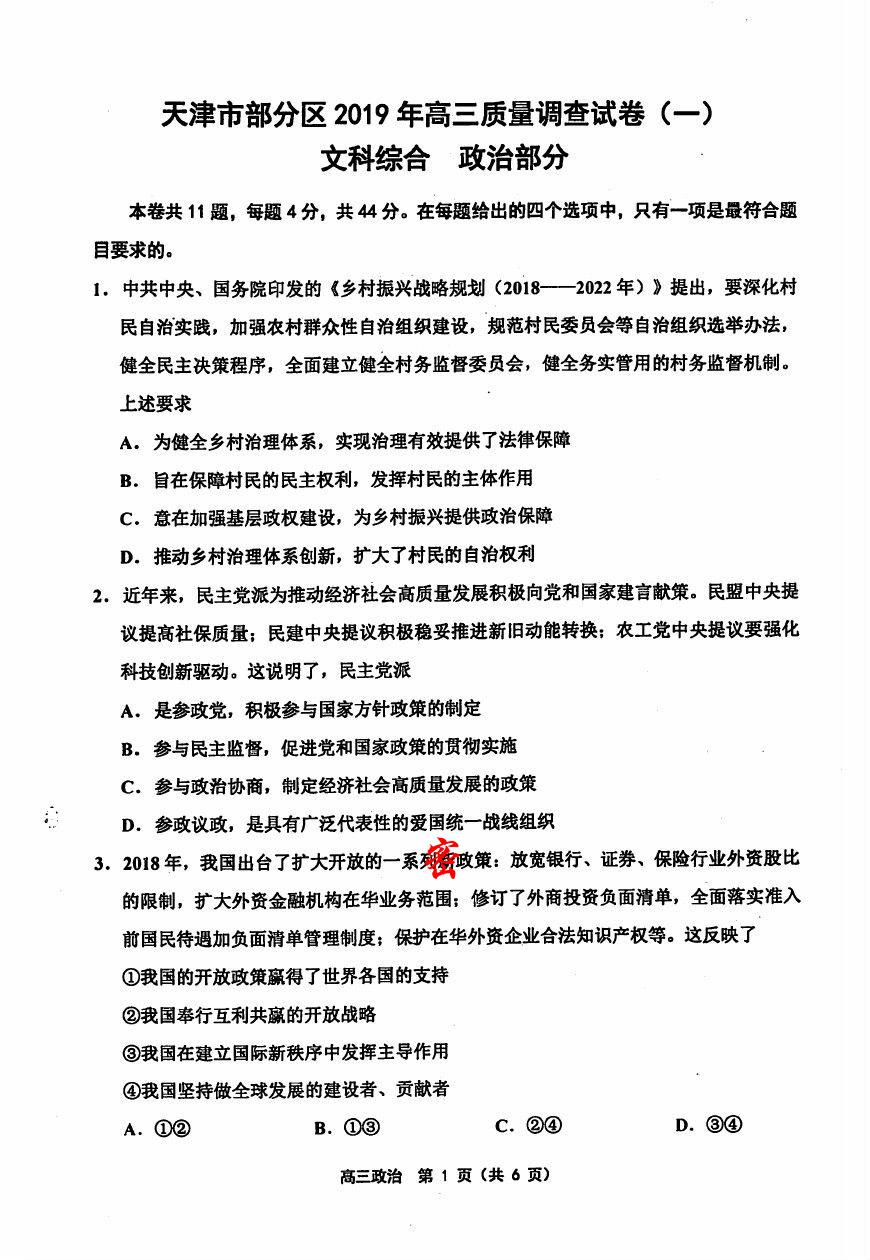 天津市部分区 2019 年高三质量调查试卷（一）
文科综合　政治部分
本卷共 11 题，每题 4 分，共 44 分。在每题给出的四个选项中，只有一项是最符合题
目要求的。
1．中共中央、国务院印发的《乡村振兴战略规划（2018——2022 年）》提出，要深化村
民自治实践，加强农村群众性自治组织建设，规范村民委员会等自治组织选举办法，
健全民主决策程序，全面建立健全村务监督委员会，健全务实管用的村务监督机制。
上述要求
A．为健全乡村治理体系，实现治理有效提供了法律保障
B．旨在保障村民的民主权利，发挥村民的主体作用
C．意在加强基层政权建设，为乡村振兴提供政治保障
D．推动乡村治理体系创新，扩大了村民的自治权利
2．近年来，民主党派为推动经济社会高质量发展积极向党和国家建言献策。民盟中央提
议提高社保质量；民建中央提议积极稳妥推进新旧动能转换；农工党中央提议要强化
科技创新驱动。这说明了，民主党派
A．是参政党，积极参与国家方针政策的制定
B．参与民主监督，促进党和国家政策的贯彻实施
C．参与政治协商，制定经济社会高质量发展的政策
D．参政议政，是具有广泛代表性的爱国统一战线组织
3．2018 年，我国出台了扩大开放的一系列政策：放宽银行、证券、保险行业外资股比
密
的限制，扩大外资金融机构在华业务范围；修订了外商投资负面清单，全面落实准入
前国民待遇加负面清单管理制度；保护在华外资企业合法知识产权等。这反映了
①我国的开放政策赢得了世界各国的支持
②我国奉行互利共赢的开放战略
③我国在建立国际新秩序中发挥主导作用
④我国坚持做全球发展的建设者、贡献者
A．①②　B．①③　C．②④　D．③④
高三政治　第 1 页（共 6 页）